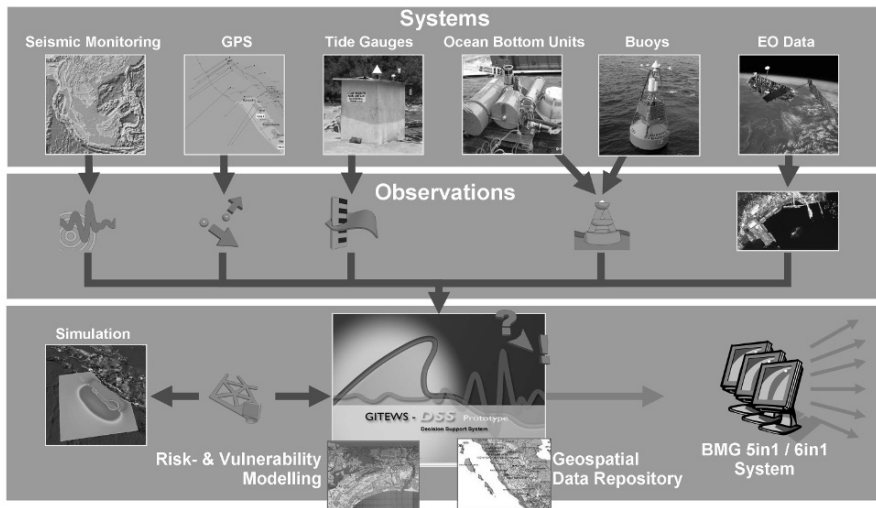 Systems
Seismic Monitoring
GPS
Tide Gauges
Ocean Bottom Units
Buoys
EO Data
Observations
Simulation
?
!
GITEWS - DSS Prototype
Decision Support System
Risk- & Vulnerability
Modelling
Geospatial
Data Repository
BMG 5in1 / 6in1
System